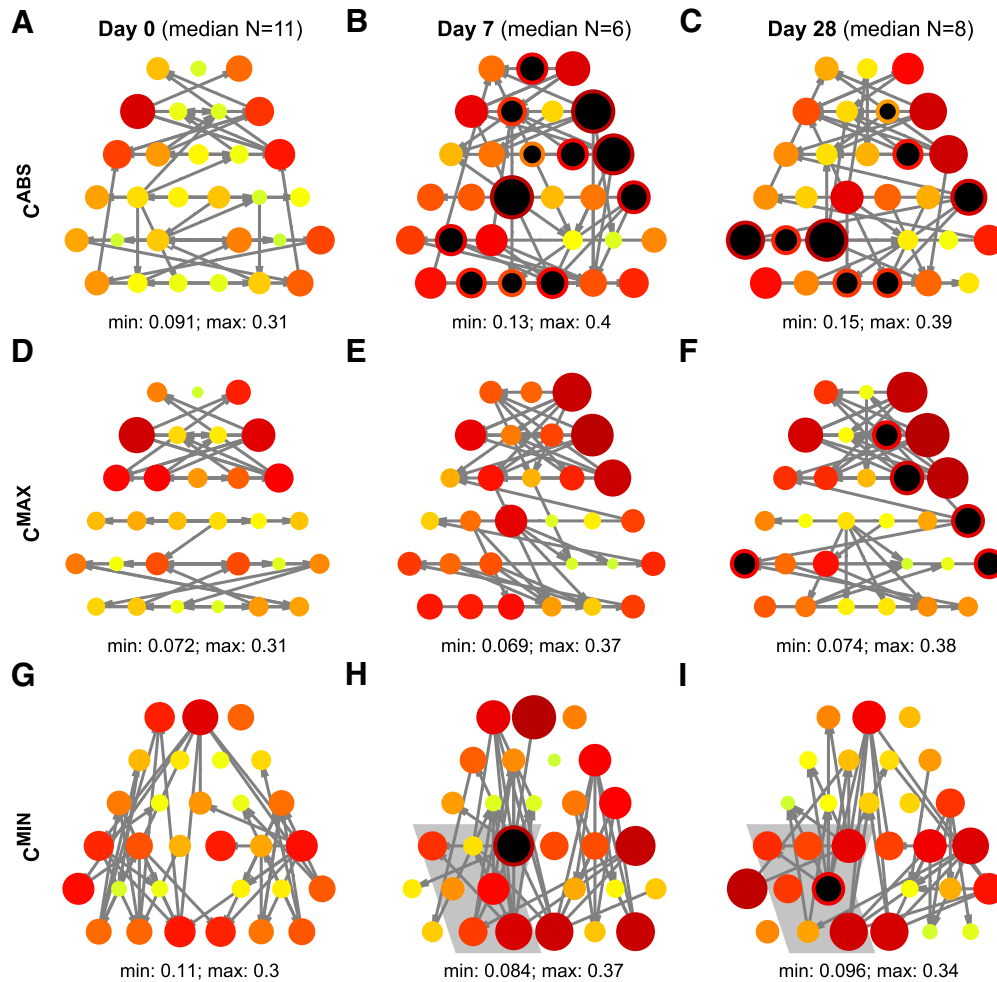 A
Day 0 (median N=11)
B
Day 7 (median N=6)
C
Day 28 (median N=8)
CABS
min: 0.091; max: 0.31
min: 0.13; max: 0.4
min: 0.15; max: 0.39
D
E
F
CMAX
min: 0.072; max: 0.31
min: 0.069; max: 0.37
min: 0.074; max: 0.38
G
H
I
CMIN
min: 0.11; max: 0.3
min: 0.084; max: 0.37
min: 0.096; max: 0.34